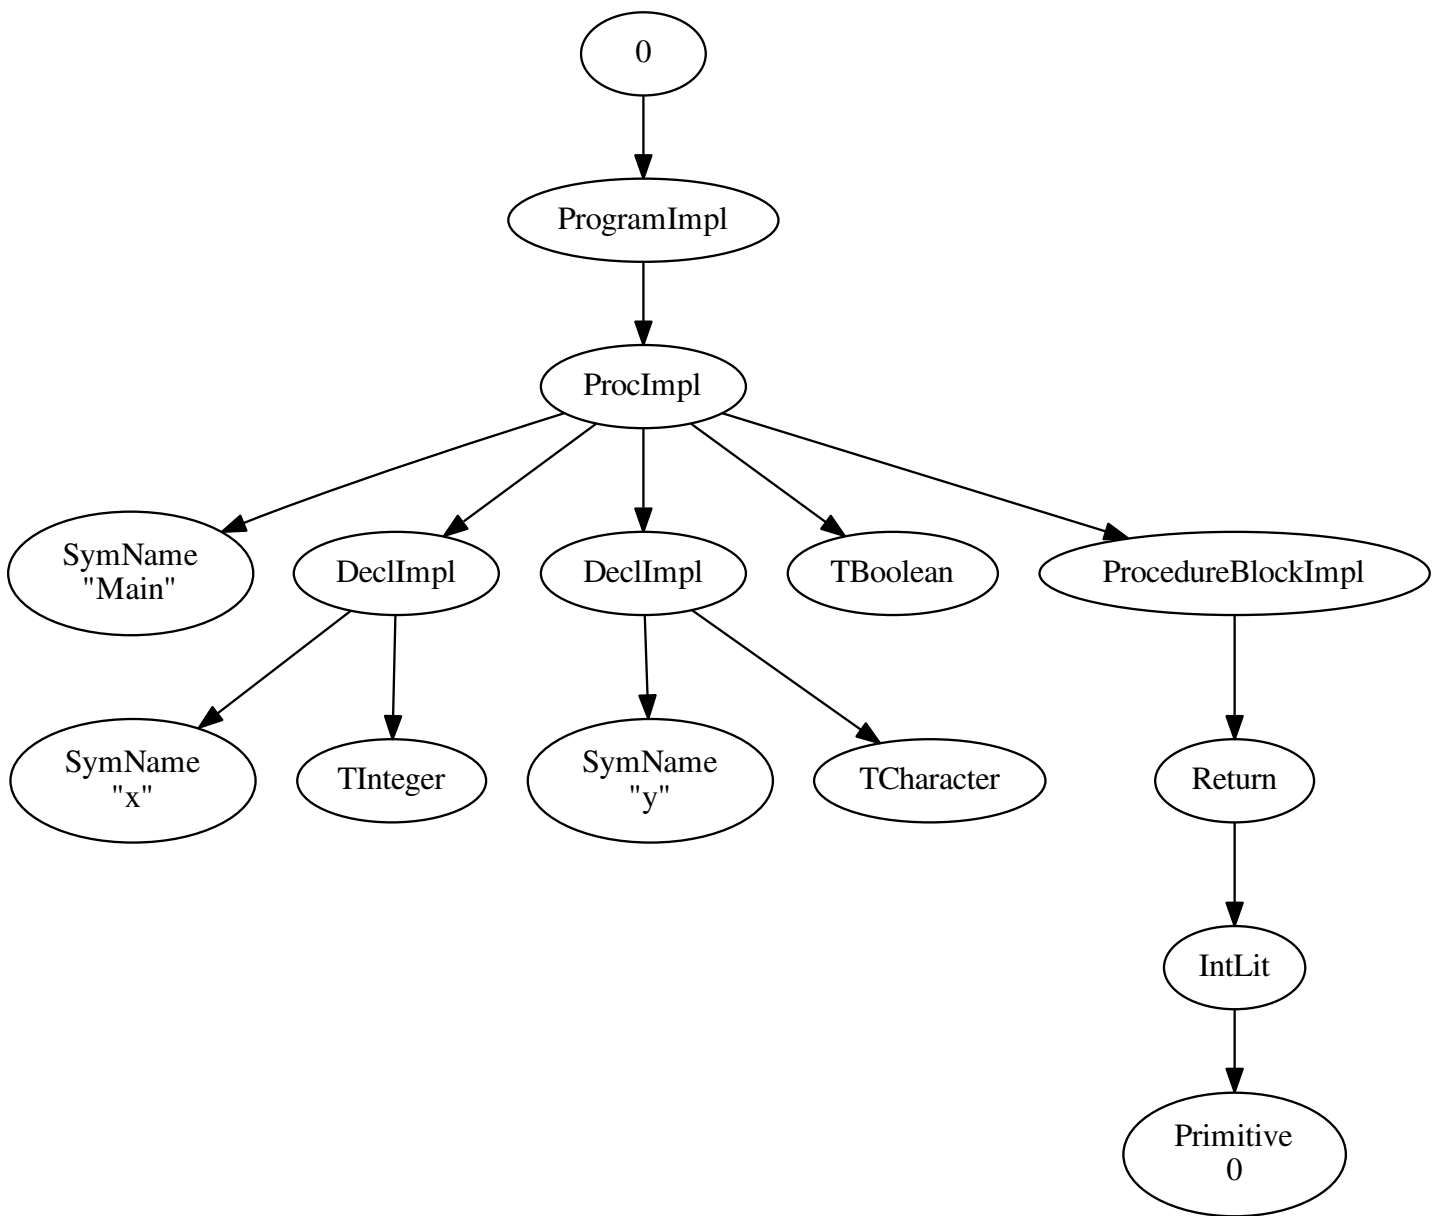 0
ProgramImpl
ProcImpl
SymName
"Main"
DeclImpl
DeclImpl
TBoolean
ProcedureBlockImpl
SymName
"x"
TInteger
SymName
"y"
TCharacter
Return
IntLit
Primitive
0